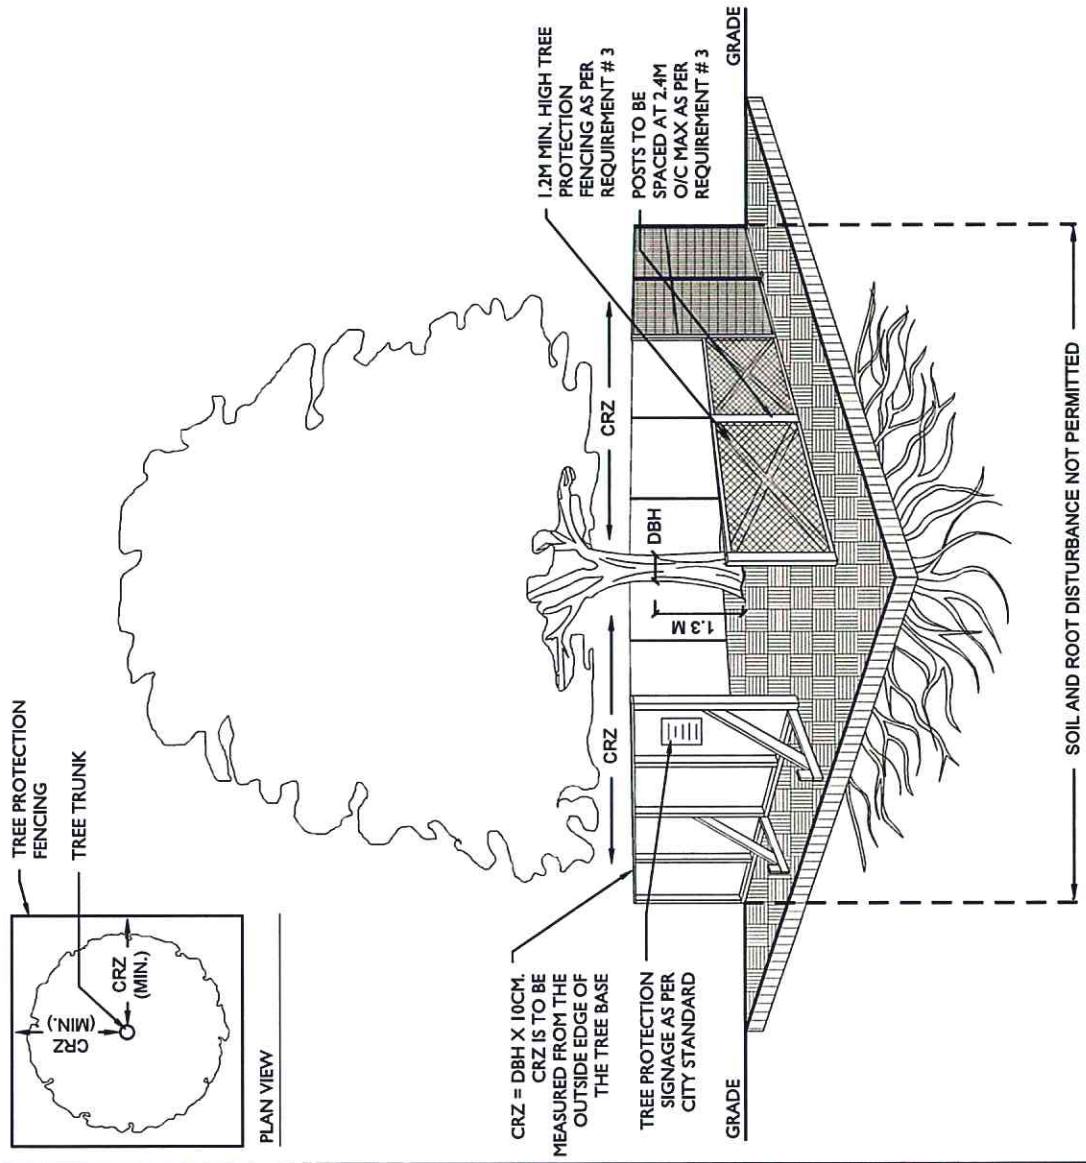 TREE PROTECTION
FENCING
TREE TRUNK
CRZ
(MIN.)
CRZ
(MIN.)
PLAN VIEW
CRZ = DBH X 10CM.
CRZ IS TO BE
MEASURED FROM THE
OUTSIDE EDGE OF
THE TREE BASE
TREE PROTECTION
SIGNAGE AS PER
CITY STANDARD
GRADE
CRZ
CRZ
DBH
1.3 M
1.2M MIN. HIGH TREE
PROTECTION
FENCING AS PER
REQUIREMENT # 3
POSTS TO BE
SPACED AT 2.4M
O/C MAX AS PER
REQUIREMENT # 3
GRADE
SOIL AND ROOT DISTURBANCE NOT PERMITTED